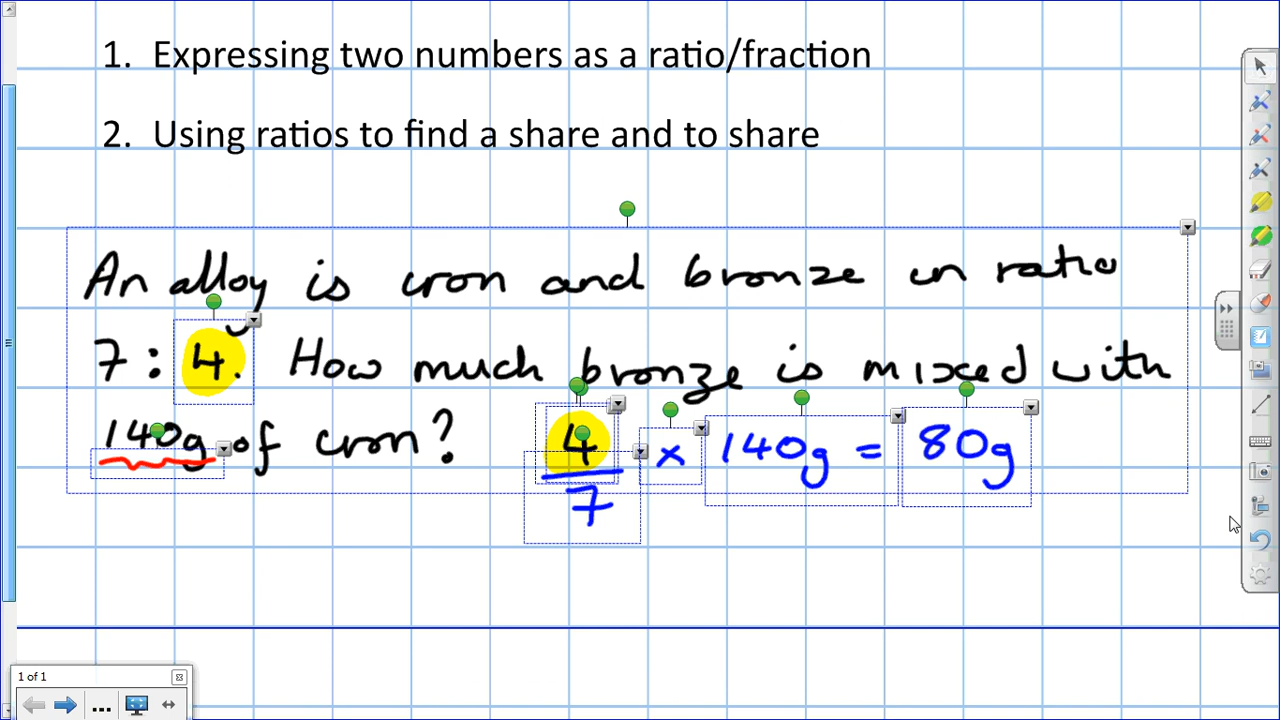 1. Expressing two numbers as a ratio/fraction
2. Using ratios to find a share and to share
An alloy is iron and bronze in ratio
7 : 4. How much bronze is mixed with
140g of iron? 4/7 x 140g = 80g
1 of 1